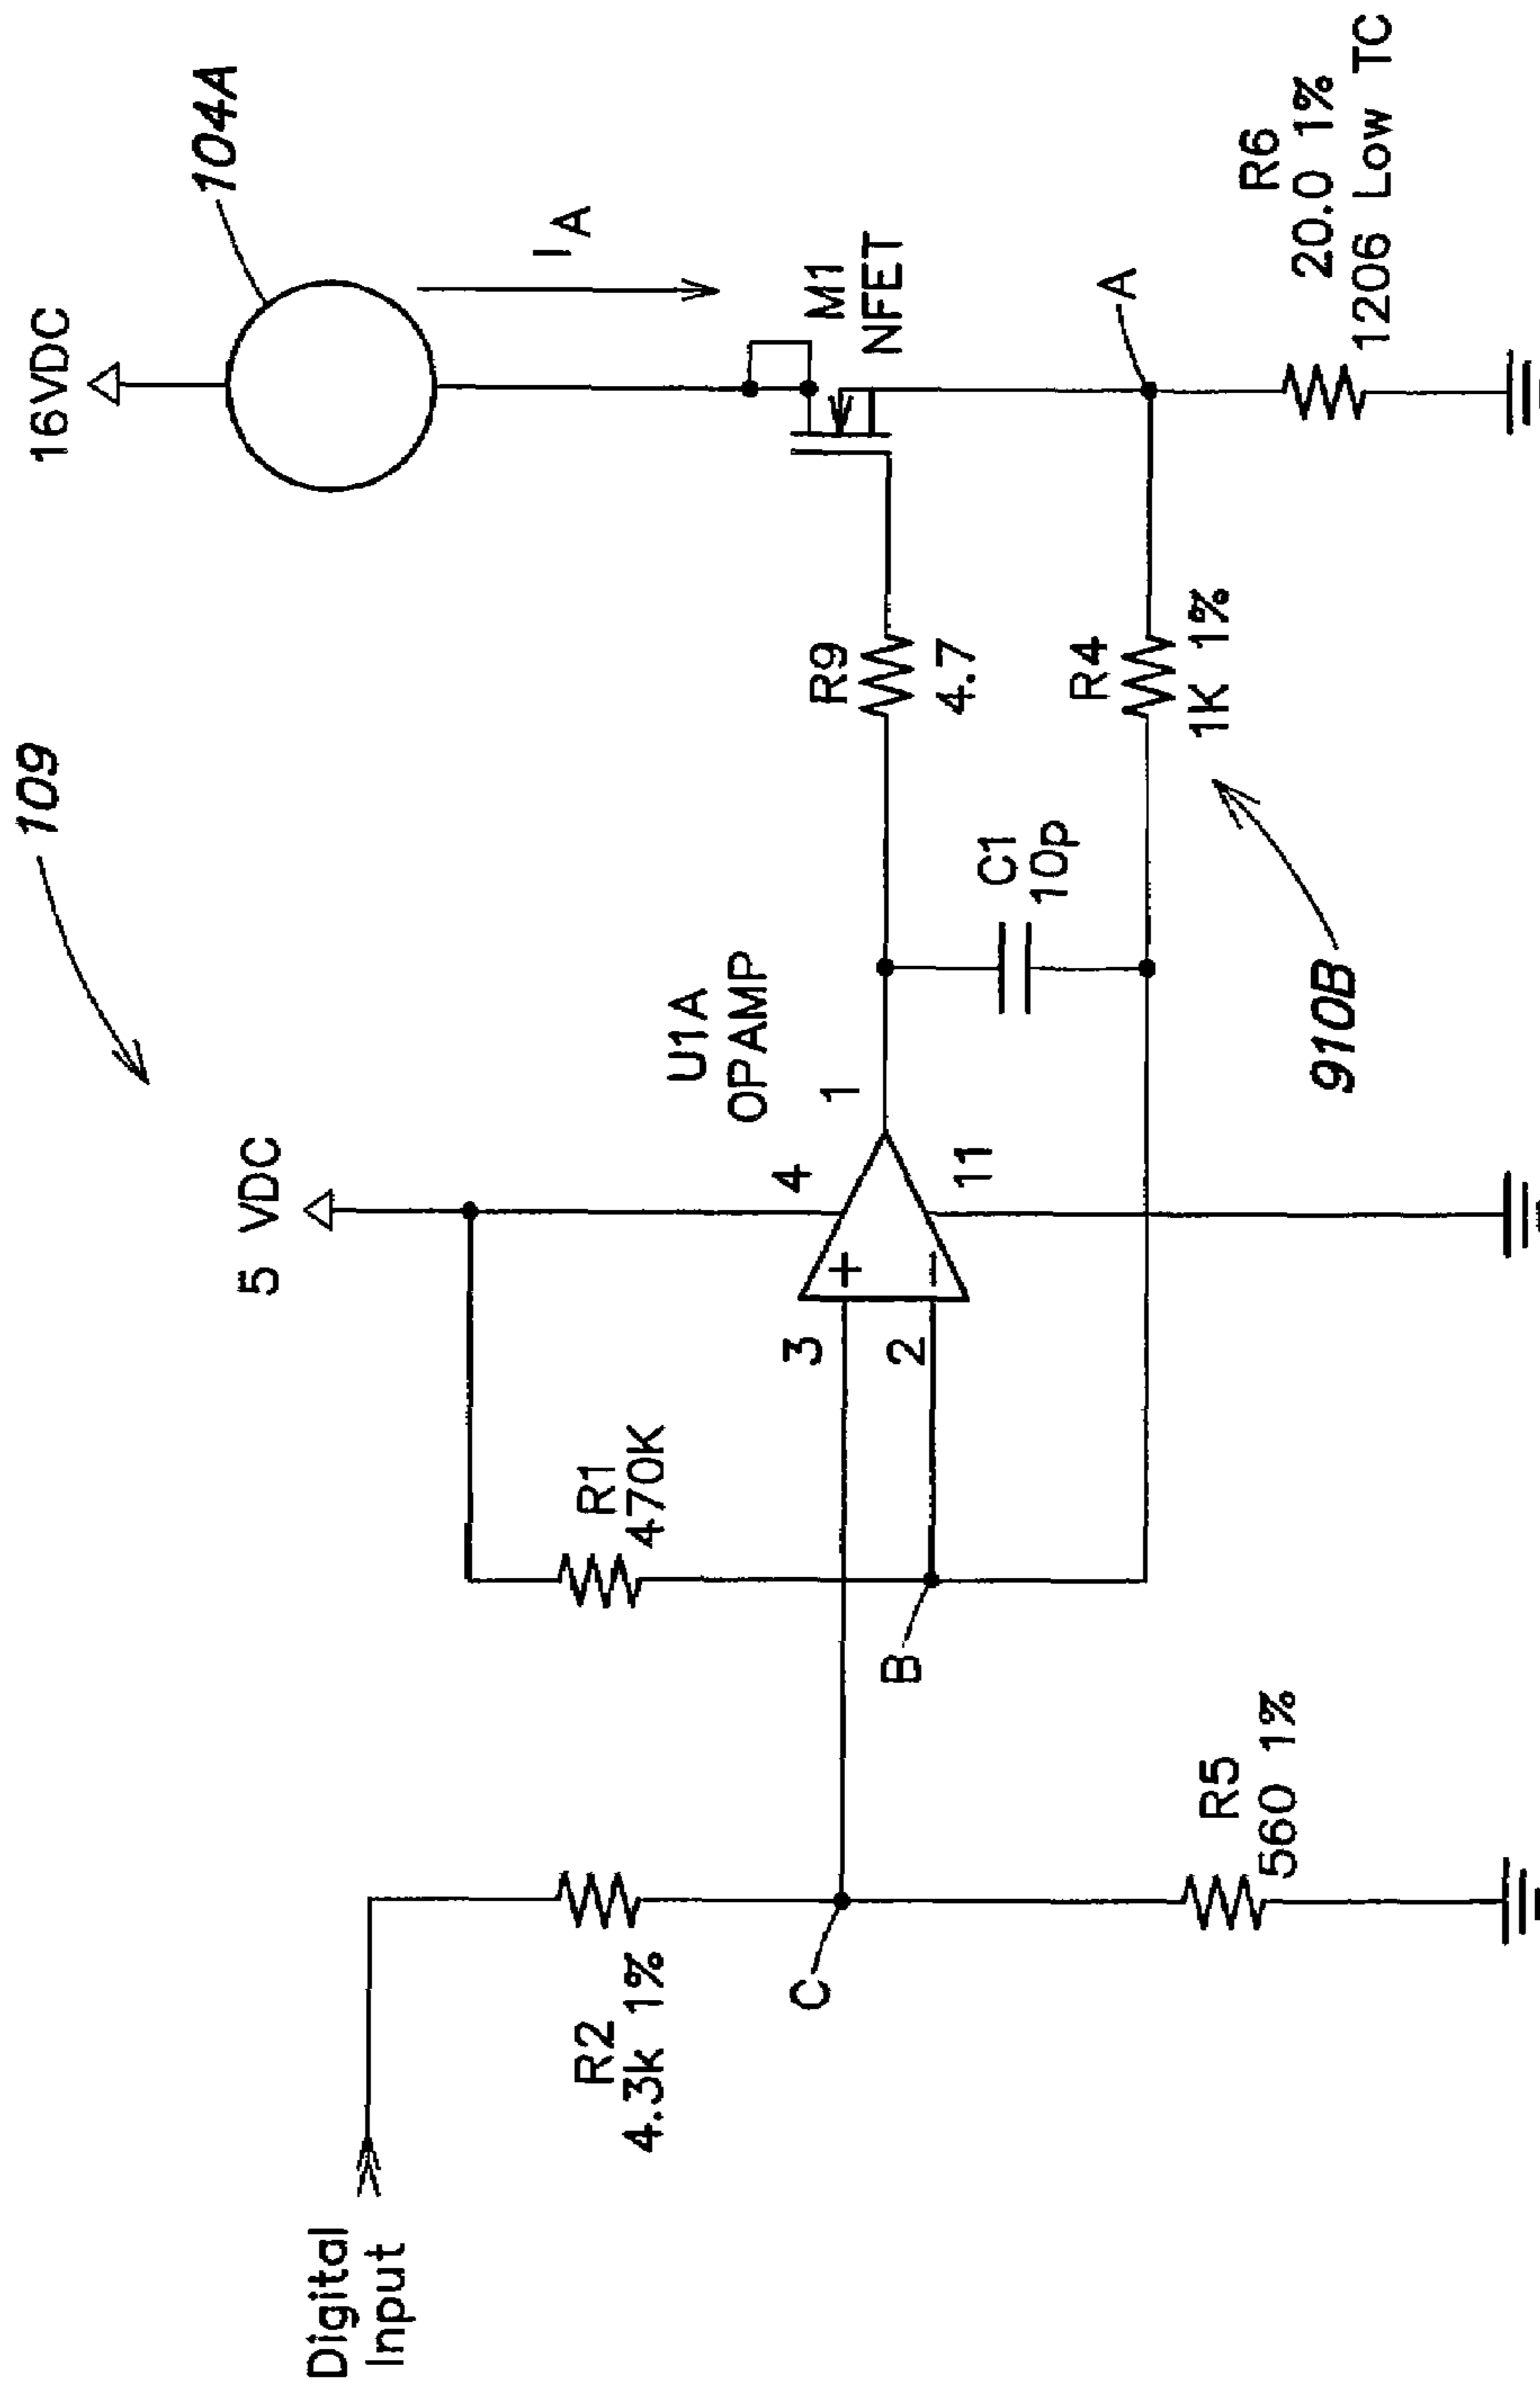 109
16VDC
104A
I A
5 VDC
Digital
Input
R2
4.3k 1%
R1
470K
U1A
OPAMP
M1
NFET
3
4
1
R9
4.7
C
B
2
11
C1
10p
R4
1K 1%
A
R5
560 1%
910B
R6
20.0 1%
1206 Low TC